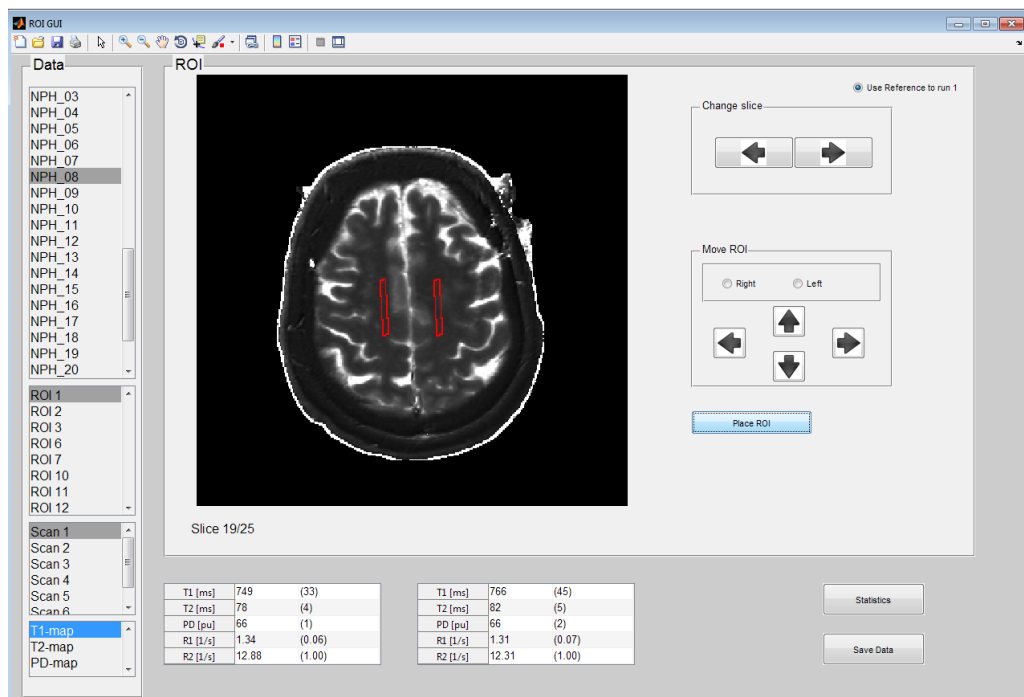 ROI GUI
Data
NPH_03
NPH_04
NPH_05
NPH_06
NPH_07
NPH_08
NPH_09
NPH_10
NPH_11
NPH_12
NPH_13
NPH_14
NPH_15
NPH_16
NPH_17
NPH_18
NPH_19
NPH_20
ROI 1
ROI 2
ROI 3
ROI 6
ROI 7
ROI 10
ROI 11
ROI 12
Scan 1
Scan 2
Scan 3
Scan 4
Scan 5
Scan 6
T1-map
T2-map
PD-map
ROI
Use Reference to run 1
Change slice
Move ROI
Right Left
Place ROI
Slice 19/25
T1 [ms] 749 (33)
T2 [ms] 78 (4)
PD [pu] 66 (1)
R1 [1/s] 1.34 (0.06)
R2 [1/s] 12.88 (1.00)
T1 [ms] 766 (45)
T2 [ms] 82 (5)
PD [pu] 66 (2)
R1 [1/s] 1.31 (0.07)
R2 [1/s] 12.31 (1.00)
Statistics
Save Data